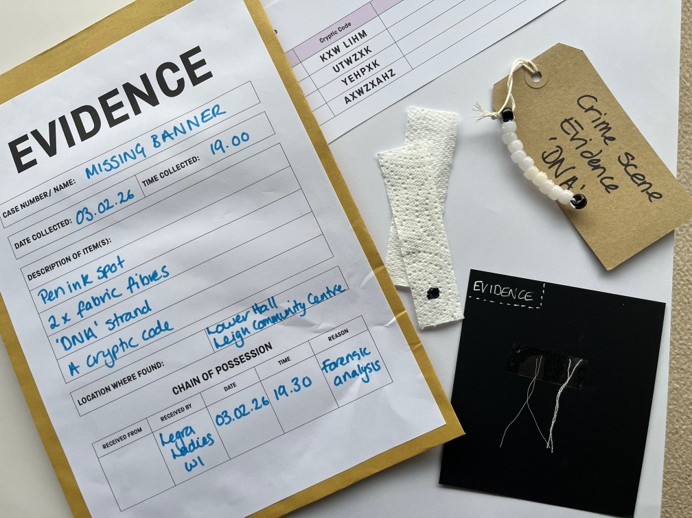 EVIDENCE
CASE NUMBER/ NAME: MISSING BANNER
DATE COLLECTED: 03.02.26 TIME COLLECTED: 19.00
DESCRIPTION OF ITEM(S):
Pen ink spot
2 x fabric fibres
'DNA' strand
A cryptic code
LOCATION WHERE FOUND: Lower Hall
Leigh Community Centre
CHAIN OF POSSESSION
RECEIVED FROM RECEIVED BY DATE TIME REASON
Legra Ladies WI 03.02.26 19.30 Forensic analysis
Cryptic Code
KXW LIHM
UTWZXK
YEHPXK
AXWZXAHZ
Crime Scene
Evidence
'DNA'
EVIDENCE